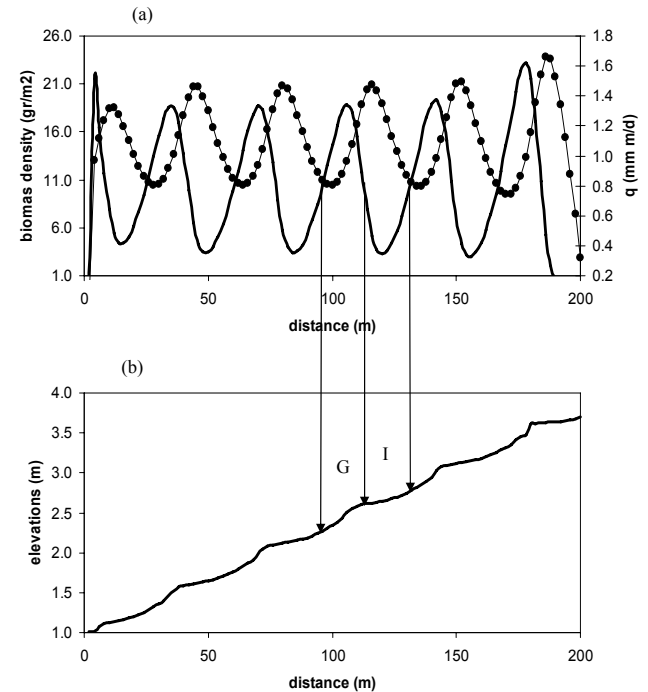 (a)
26.0
21.0
16.0
11.0
6.0
1.0
biomas density (gr/m2)
1.8
1.6
1.4
1.2
1.0
0.8
0.6
0.4
0.2
q (mm m/d)
0 50 100 150 200
distance (m)
(b)
4.0
3.5
3.0
2.5
2.0
1.5
1.0
elevations (m)
G I
0 50 100 150 200
distance (m)